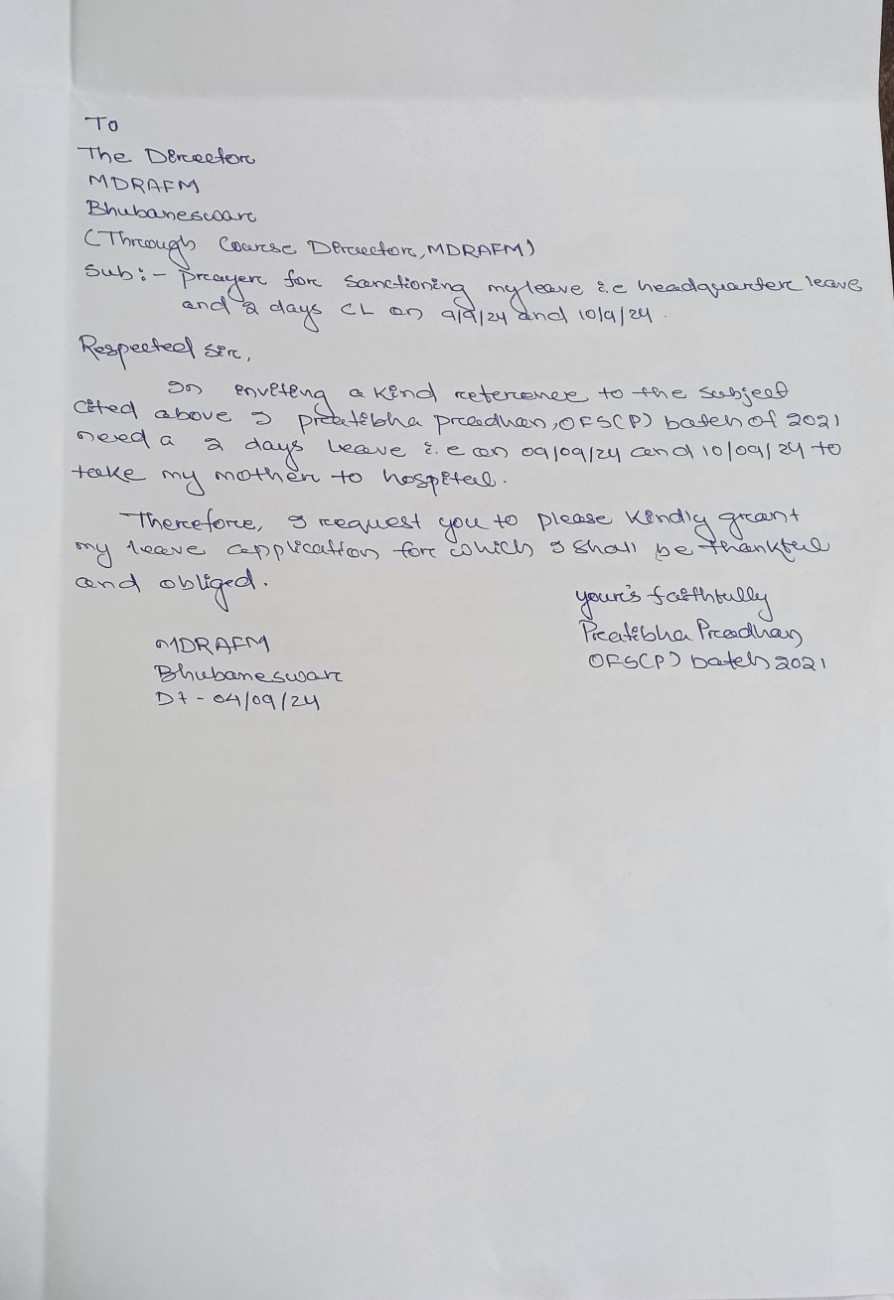 To
The Director
MDRAFM
Bhubaneswar
(Through Course Director, MDRAFM)
Sub:- prayer for sanctioning my leave i.e headquarter leave
and 2 days CL on 9/9/24 and 10/9/24.
Respected sir,
In inviting a kind reference to the subject
cited above I pratibha pradhan, OFS(P) batch of 2021
need a 2 days leave i.e on 09/09/24 and 10/09/24 to
take my mother to hospital.
Therefore, I request you to please kindly grant
my leave application for which I shall be thankful
and obliged.
your's faithfully
Pratibha Pradhan
OFS(P) batch 2021
MDRAFM
Bhubaneswar
Dt - 04/09/24